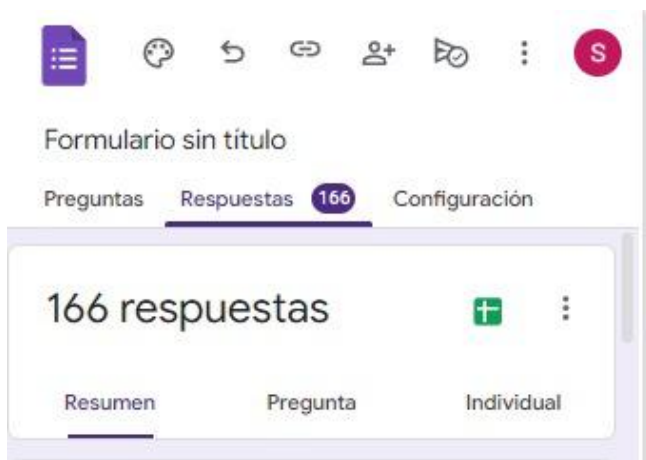 S
Formulario sin título
Preguntas Respuestas 166 Configuración
166 respuestas
Resumen Pregunta Individual